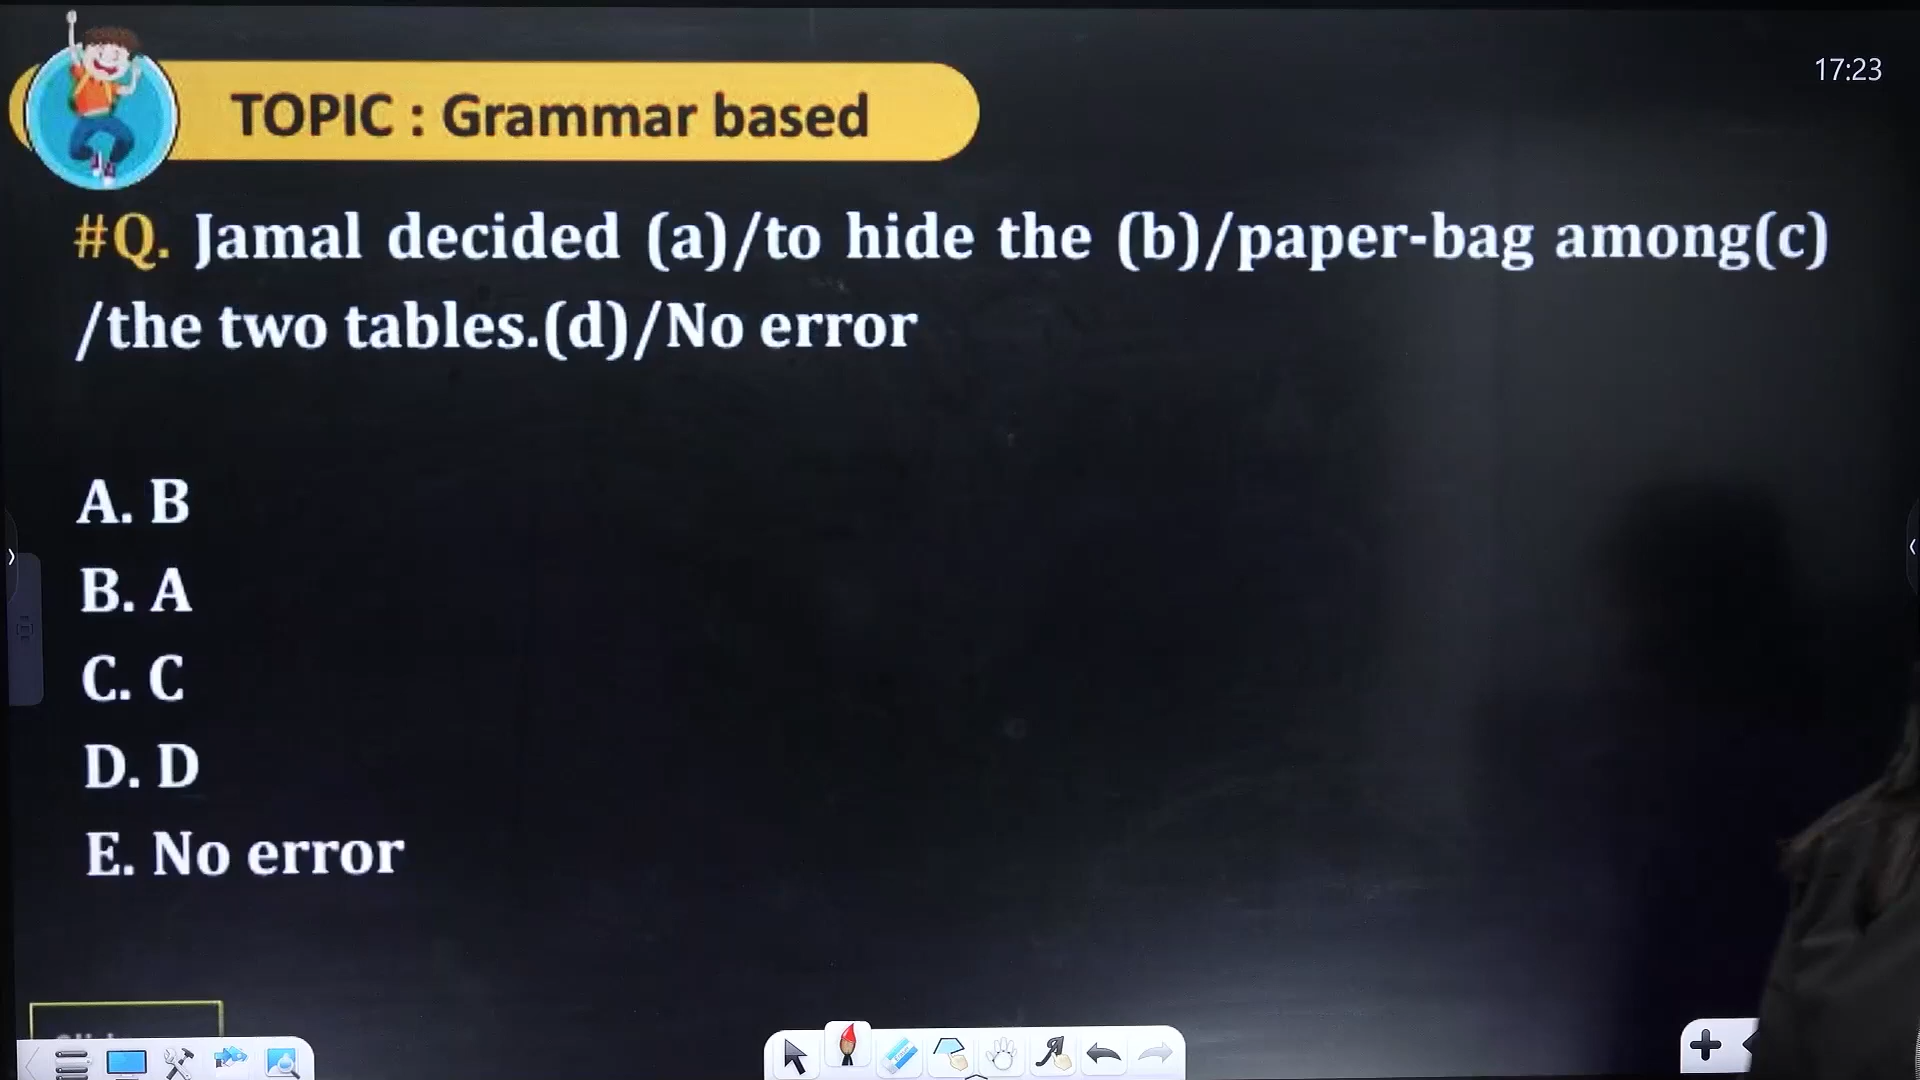 17:23
TOPIC : Grammar based
#Q. Jamal decided (a)/to hide the (b)/paper-bag among(c)
/the two tables.(d)/No error
A. B
B. A
C. C
D. D
E. No error